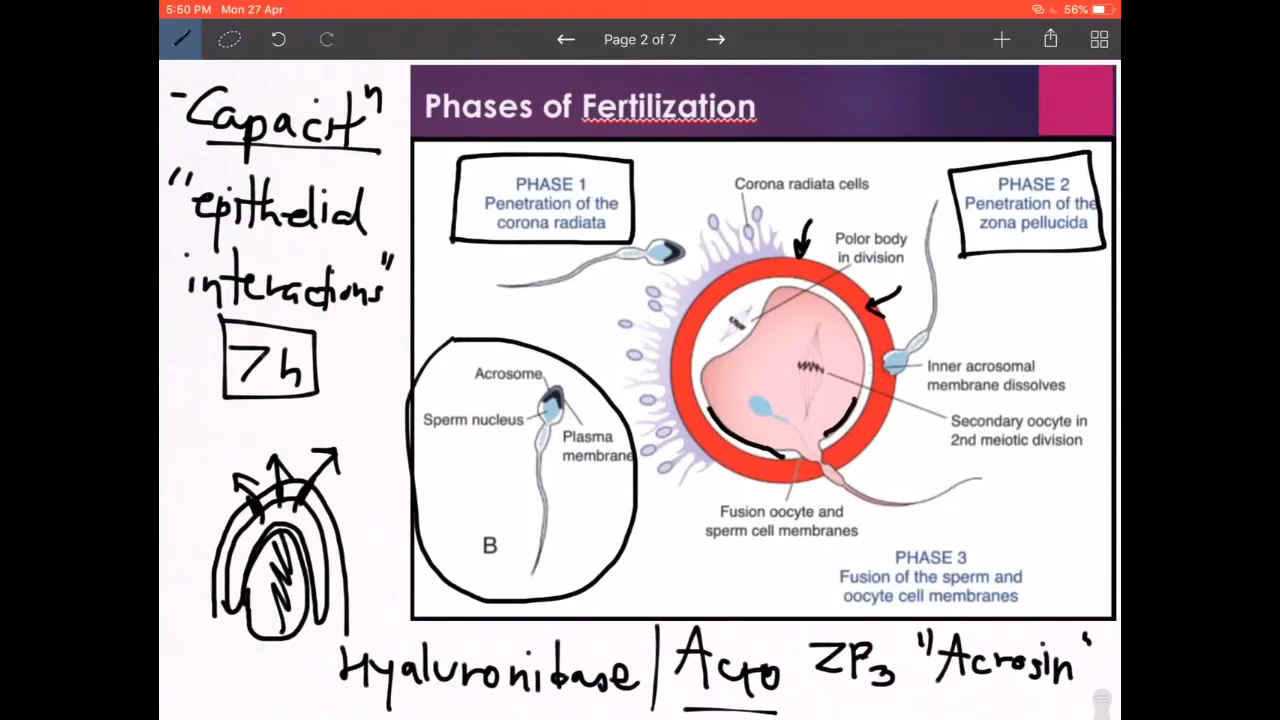 5:50 PM Mon 27 Apr
56%
Page 2 of 7
Phases of Fertilization
-Capacit"
"epithelial
interactions"
7h
PHASE 1
Penetration of the
corona radiata
Corona radiata cells
PHASE 2
Penetration of the
zona pellucida
Polor body
in division
Acrosome
Sperm nucleus
Plasma
membrane
B
Inner acrosomal
membrane dissolves
Secondary oocyte in
2nd meiotic division
Fusion oocyte and
sperm cell membranes
PHASE 3
Fusion of the sperm and
oocyte cell membranes
Hyaluronibase / Acro ZP3 "Acrosin"